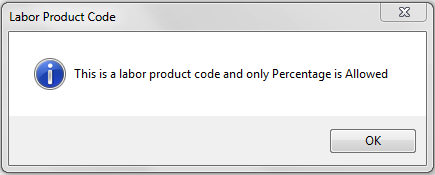 Labor Product Code
This is a labor product code and only Percentage is Allowed
OK